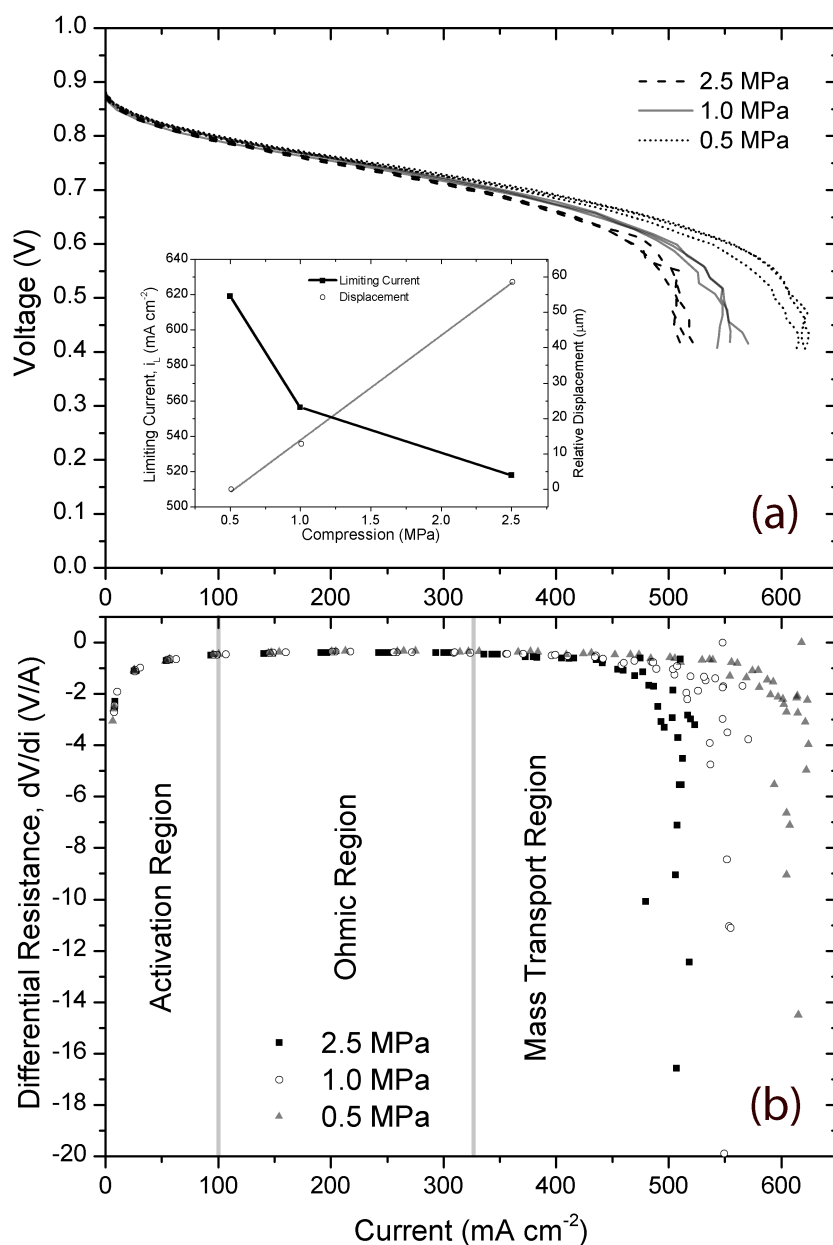 1.0
0.9
0.8
0.7
0.6
0.5
0.4
0.3
0.2
0.1
0.0
Voltage (V)
2.5 MPa
1.0 MPa
0.5 MPa
640
620
600
580
560
540
520
500
Limiting Current, i_L (mA cm⁻²)
Limiting Current
Displacement
60
50
40
30
20
10
0
Relative Displacement (μm)
0.5 1.0 1.5 2.0 2.5
Compression (MPa)
(a)
0 100 200 300 400 500 600
0
-2
-4
-6
-8
-10
-12
-14
-16
-18
-20
Differential Resistance, dV/di (V/A)
Activation Region
Ohmic Region
Mass Transport Region
2.5 MPa
1.0 MPa
0.5 MPa
(b)
0 100 200 300 400 500 600
Current (mA cm⁻²)